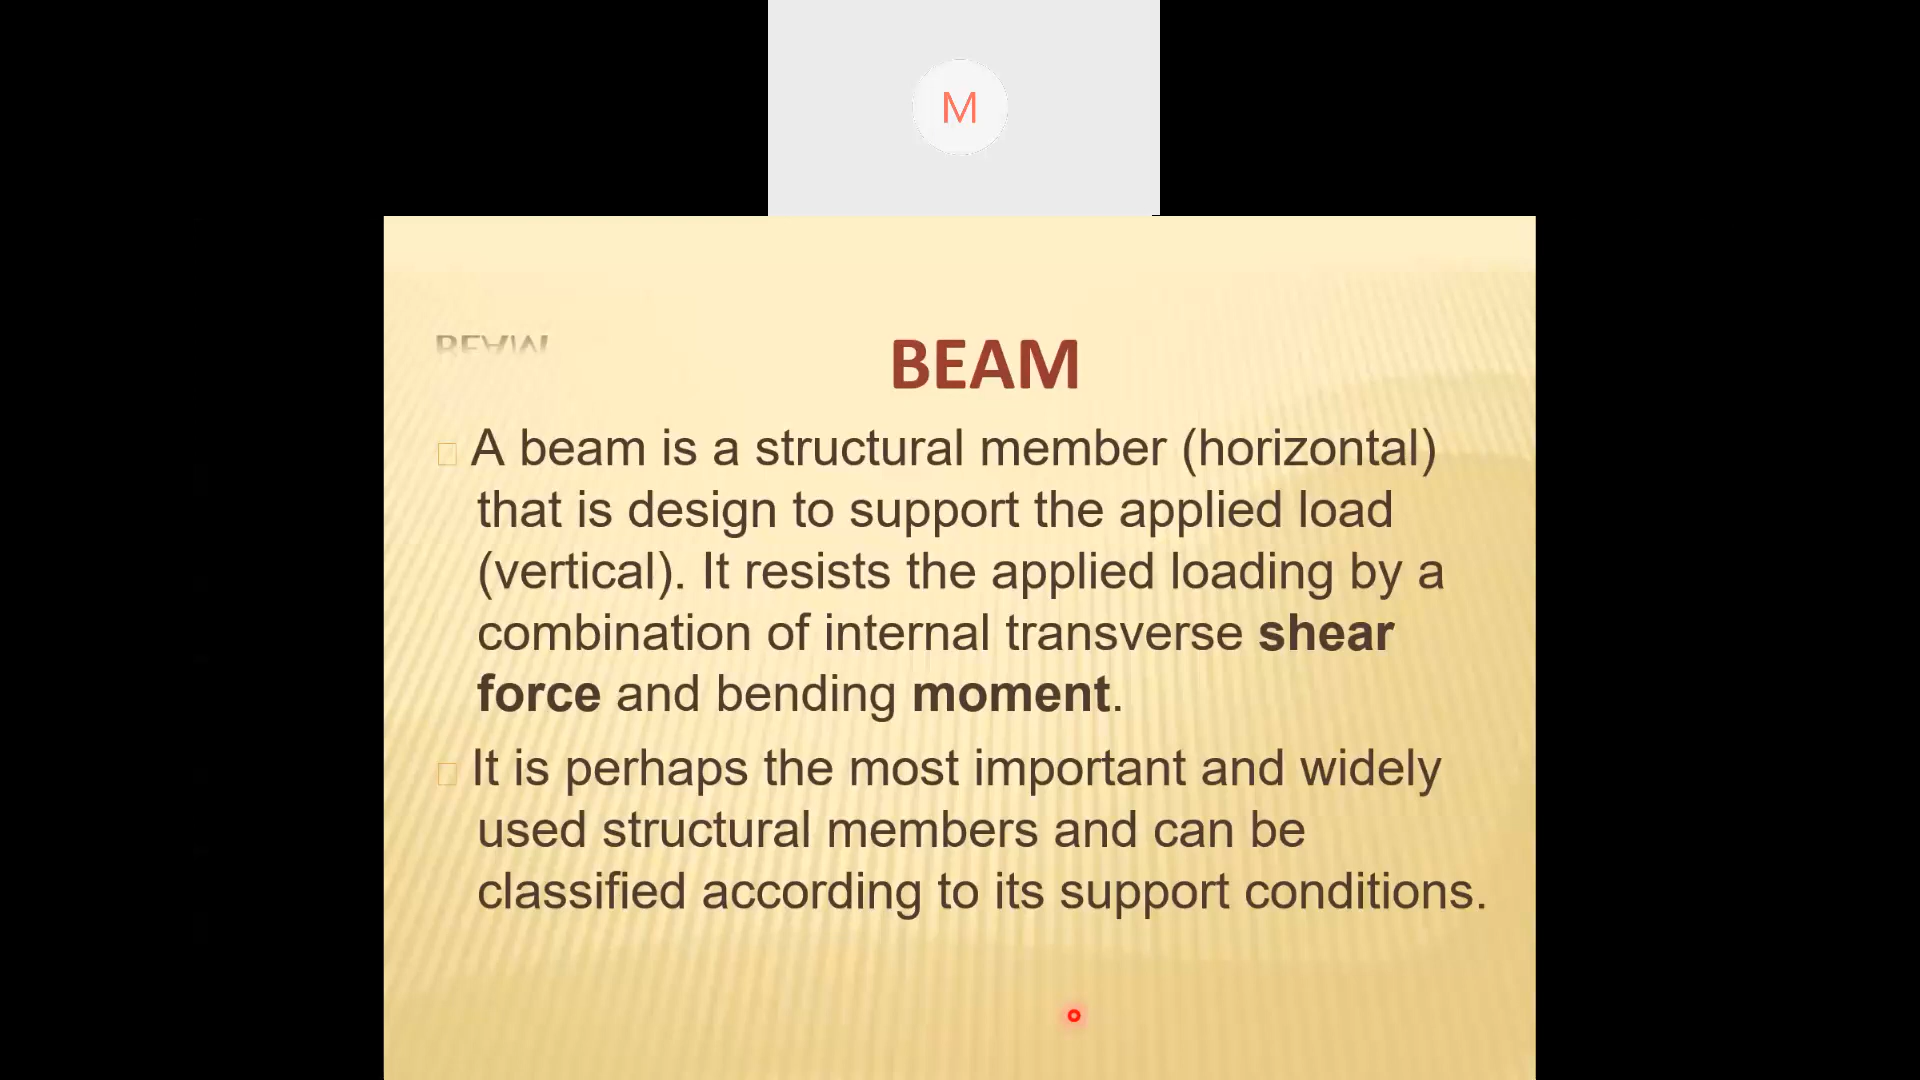 M
BEAM
BEAM
A beam is a structural member (horizontal)
that is design to support the applied load
(vertical). It resists the applied loading by a
combination of internal transverse shear
force and bending moment.
It is perhaps the most important and widely
used structural members and can be
classified according to its support conditions.